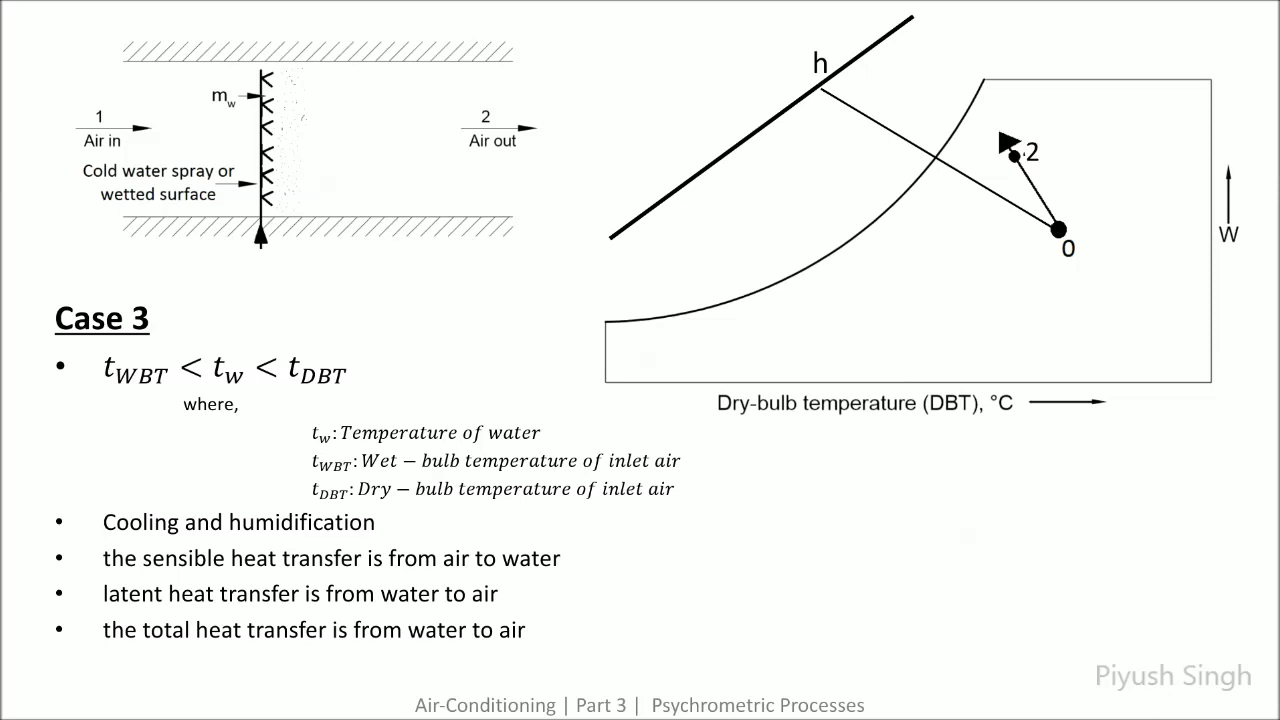 1
Air in
m_w
Cold water spray or
wetted surface
2
Air out
h
2
0
W
Dry-bulb temperature (DBT), °C
Case 3
• t_WBT < t_w < t_DBT
where,
t_w: Temperature of water
t_WBT: Wet − bulb temperature of inlet air
t_DBT: Dry − bulb temperature of inlet air
• Cooling and humidification
• the sensible heat transfer is from air to water
• latent heat transfer is from water to air
• the total heat transfer is from water to air
Piyush Singh
Air-Conditioning | Part 3 | Psychrometric Processes